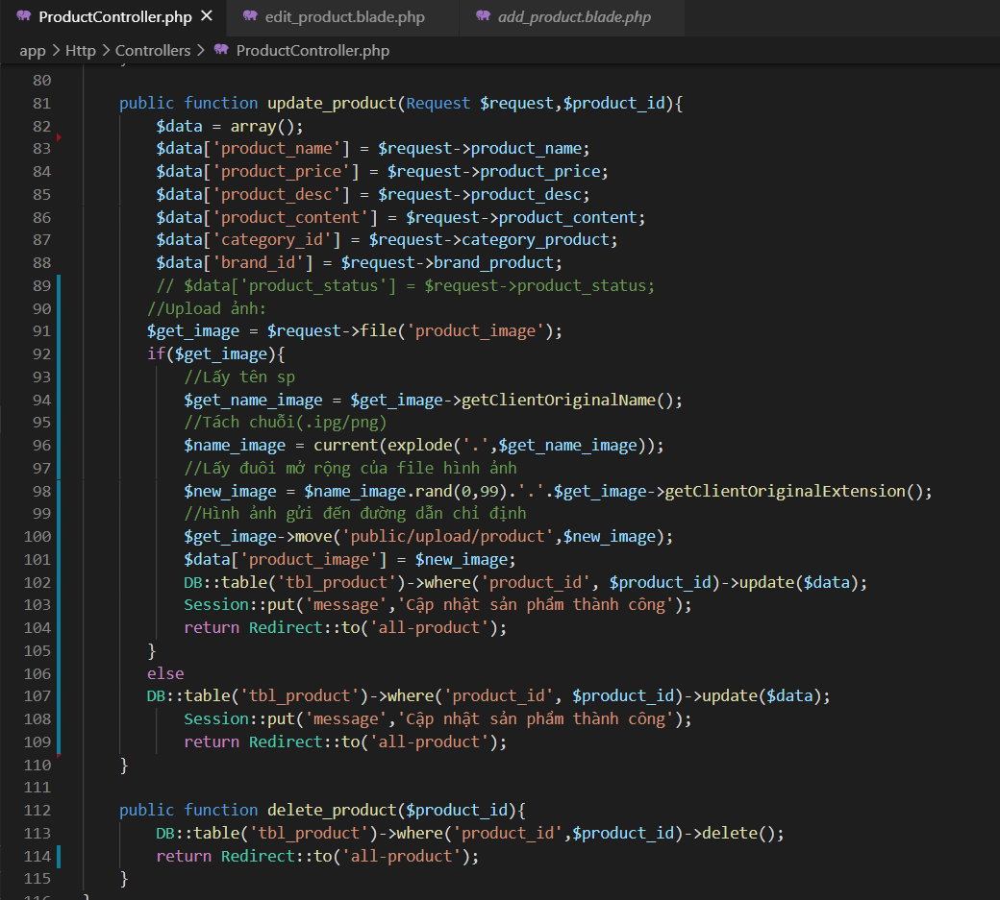 ProductController.php × edit_product.blade.php add_product.blade.php
app > Http > Controllers > ProductController.php
80
81 public function update_product(Request $request,$product_id){
82 $data = array();
83 $data['product_name'] = $request->product_name;
84 $data['product_price'] = $request->product_price;
85 $data['product_desc'] = $request->product_desc;
86 $data['product_content'] = $request->product_content;
87 $data['category_id'] = $request->category_product;
88 $data['brand_id'] = $request->brand_product;
89 // $data['product_status'] = $request->product_status;
90 //Upload ảnh:
91 $get_image = $request->file('product_image');
92 if($get_image){
93 //Lấy tên sp
94 $get_name_image = $get_image->getClientOriginalName();
95 //Tách chuỗi(.ipg/png)
96 $name_image = current(explode('.',$get_name_image));
97 //Lấy đuôi mở rộng của file hình ảnh
98 $new_image = $name_image.rand(0,99).'.'.$get_image->getClientOriginalExtension();
99 //Hình ảnh gửi đến đường dẫn chỉ định
100 $get_image->move('public/upload/product',$new_image);
101 $data['product_image'] = $new_image;
102 DB::table('tbl_product')->where('product_id', $product_id)->update($data);
103 Session::put('message','Cập nhật sản phẩm thành công');
104 return Redirect::to('all-product');
105 }
106 else
107 DB::table('tbl_product')->where('product_id', $product_id)->update($data);
108 Session::put('message','Cập nhật sản phẩm thành công');
109 return Redirect::to('all-product');
110 }
111
112 public function delete_product($product_id){
113 DB::table('tbl_product')->where('product_id',$product_id)->delete();
114 return Redirect::to('all-product');
115 }
116 }